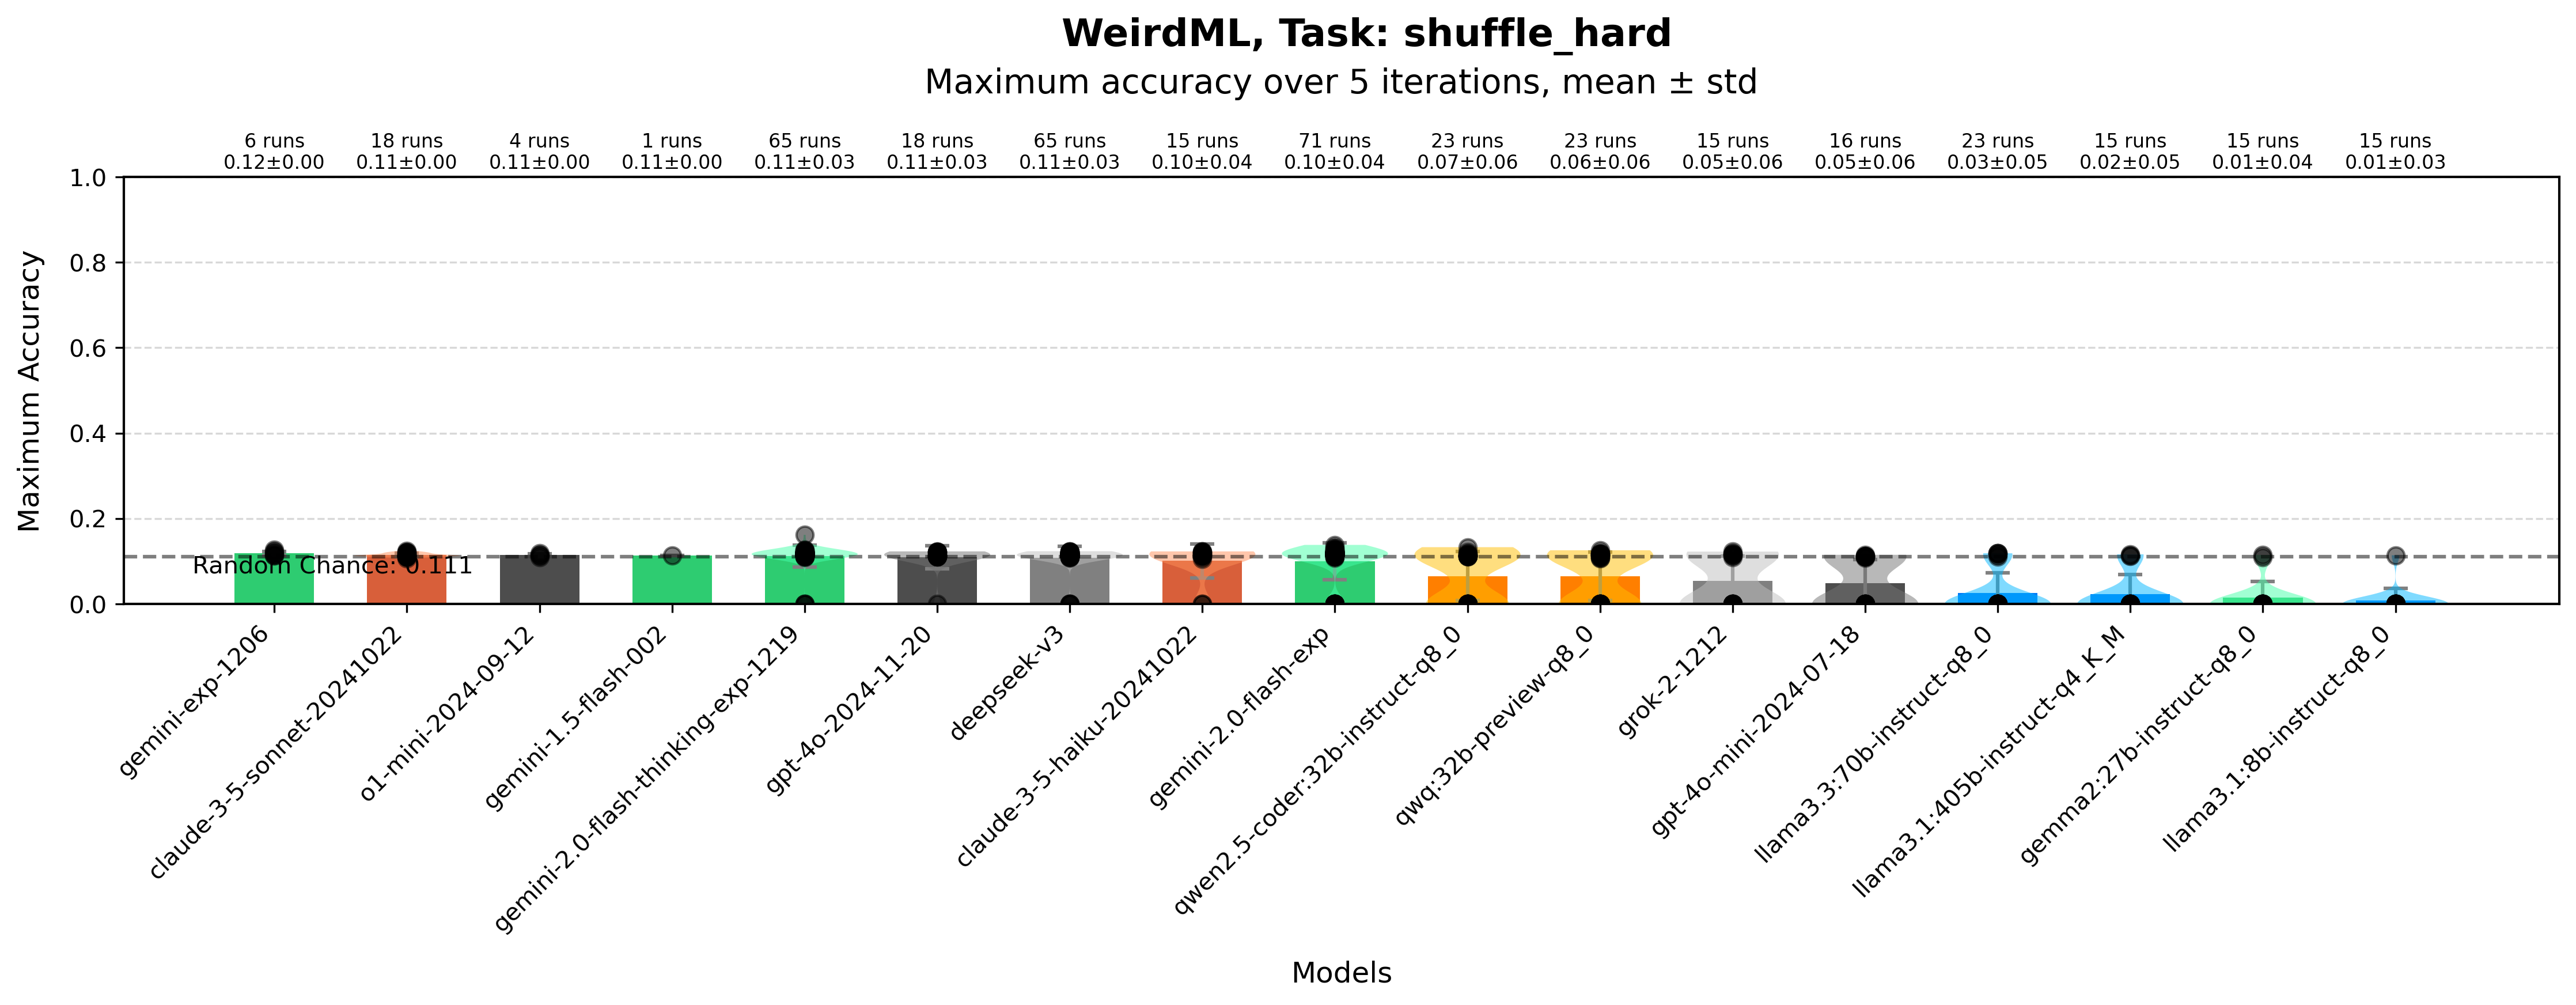 WeirdML, Task: shuffle_hard
Maximum accuracy over 5 iterations, mean ± std
6 runs 18 runs 4 runs 1 runs 65 runs 18 runs 65 runs 15 runs 71 runs 23 runs 23 runs 15 runs 16 runs 23 runs 15 runs 15 runs 15 runs
0.12±0.00 0.11±0.00 0.11±0.00 0.11±0.00 0.11±0.03 0.11±0.03 0.11±0.03 0.10±0.04 0.10±0.04 0.07±0.06 0.06±0.06 0.05±0.06 0.05±0.06 0.03±0.05 0.02±0.05 0.01±0.04 0.01±0.03
Maximum Accuracy
1.0
0.8
0.6
0.4
0.2
0.0
Random Chance: 0.111
gemini-exp-1206
claude-3-5-sonnet-20241022
o1-mini-2024-09-12
gemini-1.5-flash-002
gemini-2.0-flash-thinking-exp-1219
gpt-4o-2024-11-20
deepseek-v3
claude-3-5-haiku-20241022
gemini-2.0-flash-exp
qwen2.5-coder:32b-instruct-q8_0
qwq:32b-preview-q8_0
grok-2-1212
gpt-4o-mini-2024-07-18
llama3.3:70b-instruct-q8_0
llama3.1:405b-instruct-q4_K_M
gemma2:27b-instruct-q8_0
llama3.1:8b-instruct-q8_0
Models